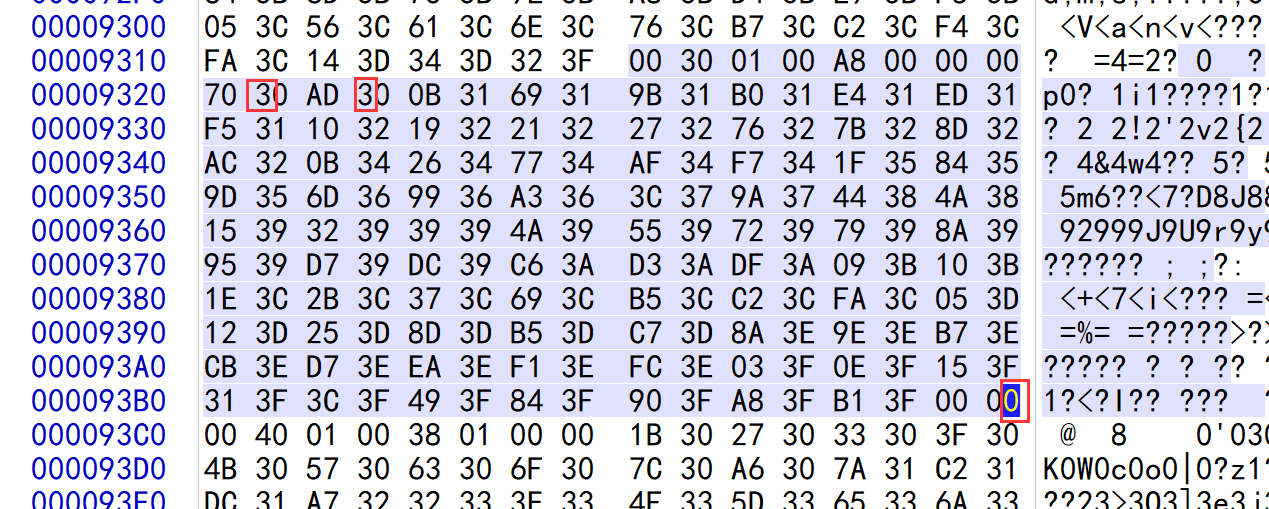 00009300 05 3C 56 3C 61 3C 6E 3C 76 3C B7 3C C2 3C F4 3C <V<a<n<v<???
00009310 FA 3C 14 3D 34 3D 32 3F 00 30 01 00 A8 00 00 00 ? =4=2? 0 ?
00009320 70 30 AD 30 0B 31 69 31 9B 31 B0 31 E4 31 ED 31 p0? 1i1????1?
00009330 F5 31 10 32 19 32 21 32 27 32 76 32 7B 32 8D 32 ? 2 2!2'2v2{2
00009340 AC 32 0B 34 26 34 77 34 AF 34 F7 34 1F 35 84 35 ? 4&4w4?? 5?
00009350 9D 35 6D 36 99 36 A3 36 3C 37 9A 37 44 38 4A 38 5m6??<7?D8J8
00009360 15 39 32 39 39 39 4A 39 55 39 72 39 79 39 8A 39 92999J9U9r9y
00009370 95 39 D7 39 DC 39 C6 3A D3 3A DF 3A 09 3B 10 3B ?????? ; ;?:
00009380 1E 3C 2B 3C 37 3C 69 3C B5 3C C2 3C FA 3C 05 3D <+<7<i<??? =
00009390 12 3D 25 3D 8D 3D B5 3D C7 3D 8A 3E 9E 3E B7 3E =%= =?????>?
000093A0 CB 3E D7 3E EA 3E F1 3E FC 3E 03 3F 0E 3F 15 3F ????? ? ? ??
000093B0 31 3F 3C 3F 49 3F 84 3F 90 3F A8 3F B1 3F 00 00 1?<?I?? ???
000093C0 00 40 01 00 38 01 00 00 1B 30 27 30 33 30 3F 30 @ 8 0'030
000093D0 4B 30 57 30 63 30 6F 30 7C 30 A6 30 7A 31 C2 31 K0W0c0o0|0?z1
000093E0 DC 31 A7 32 32 33 3E 33 4F 33 5D 33 65 33 6A 33 ??23>3O3]3e3j